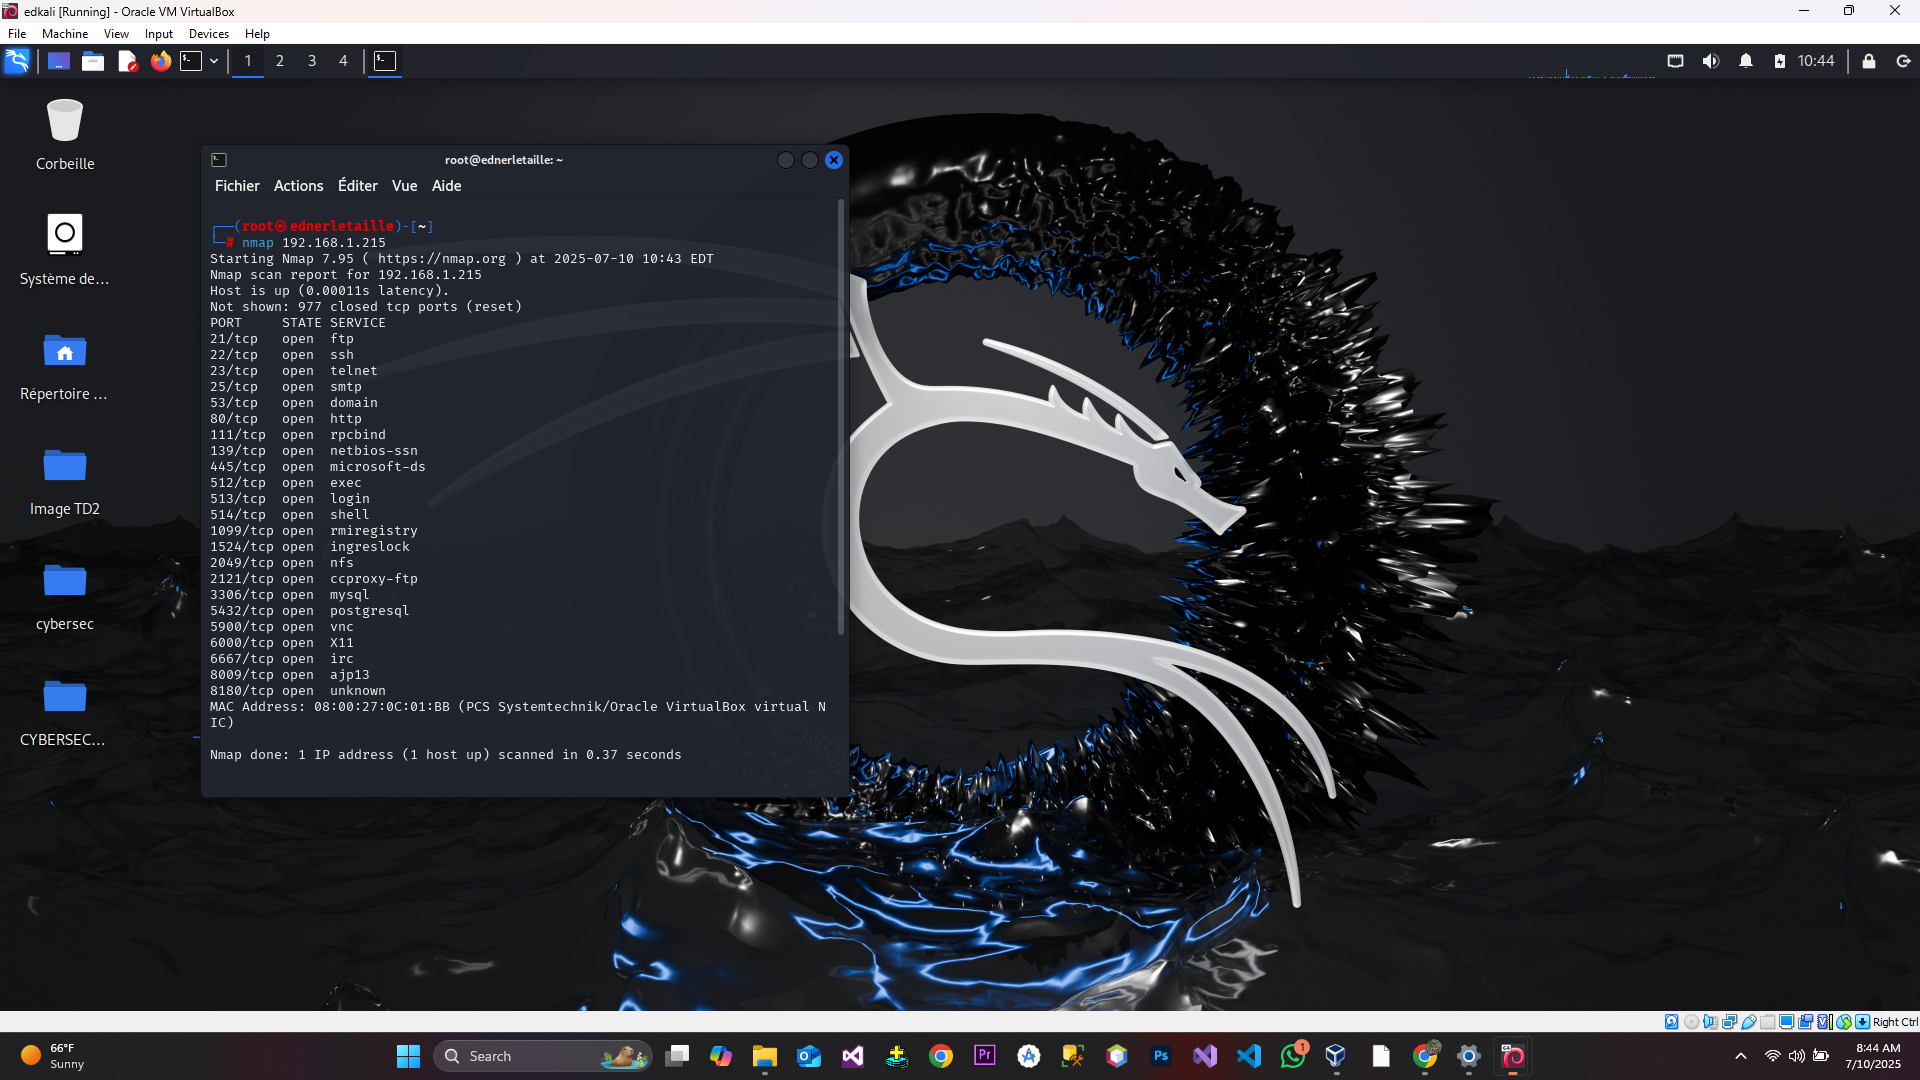 edkali [Running] - Oracle VM VirtualBox
File Machine View Input Devices Help
1 2 3 4
10:44
Corbeille
Système de...
Répertoire ...
Image TD2
cybersec
CYBERSEC...
root@ednerletaille: ~
Fichier Actions Éditer Vue Aide
┌──(root㉿ednerletaille)-[~]
└─# nmap 192.168.1.215
Starting Nmap 7.95 ( https://nmap.org ) at 2025-07-10 10:43 EDT
Nmap scan report for 192.168.1.215
Host is up (0.00011s latency).
Not shown: 977 closed tcp ports (reset)
PORT STATE SERVICE
21/tcp open ftp
22/tcp open ssh
23/tcp open telnet
25/tcp open smtp
53/tcp open domain
80/tcp open http
111/tcp open rpcbind
139/tcp open netbios-ssn
445/tcp open microsoft-ds
512/tcp open exec
513/tcp open login
514/tcp open shell
1099/tcp open rmiregistry
1524/tcp open ingreslock
2049/tcp open nfs
2121/tcp open ccproxy-ftp
3306/tcp open mysql
5432/tcp open postgresql
5900/tcp open vnc
6000/tcp open X11
6667/tcp open irc
8009/tcp open ajp13
8180/tcp open unknown
MAC Address: 08:00:27:0C:01:BB (PCS Systemtechnik/Oracle VirtualBox virtual N
IC)
Nmap done: 1 IP address (1 host up) scanned in 0.37 seconds
Right Ctrl
66°F
Sunny
Search
Pr
Ps
1
8:44 AM
7/10/2025